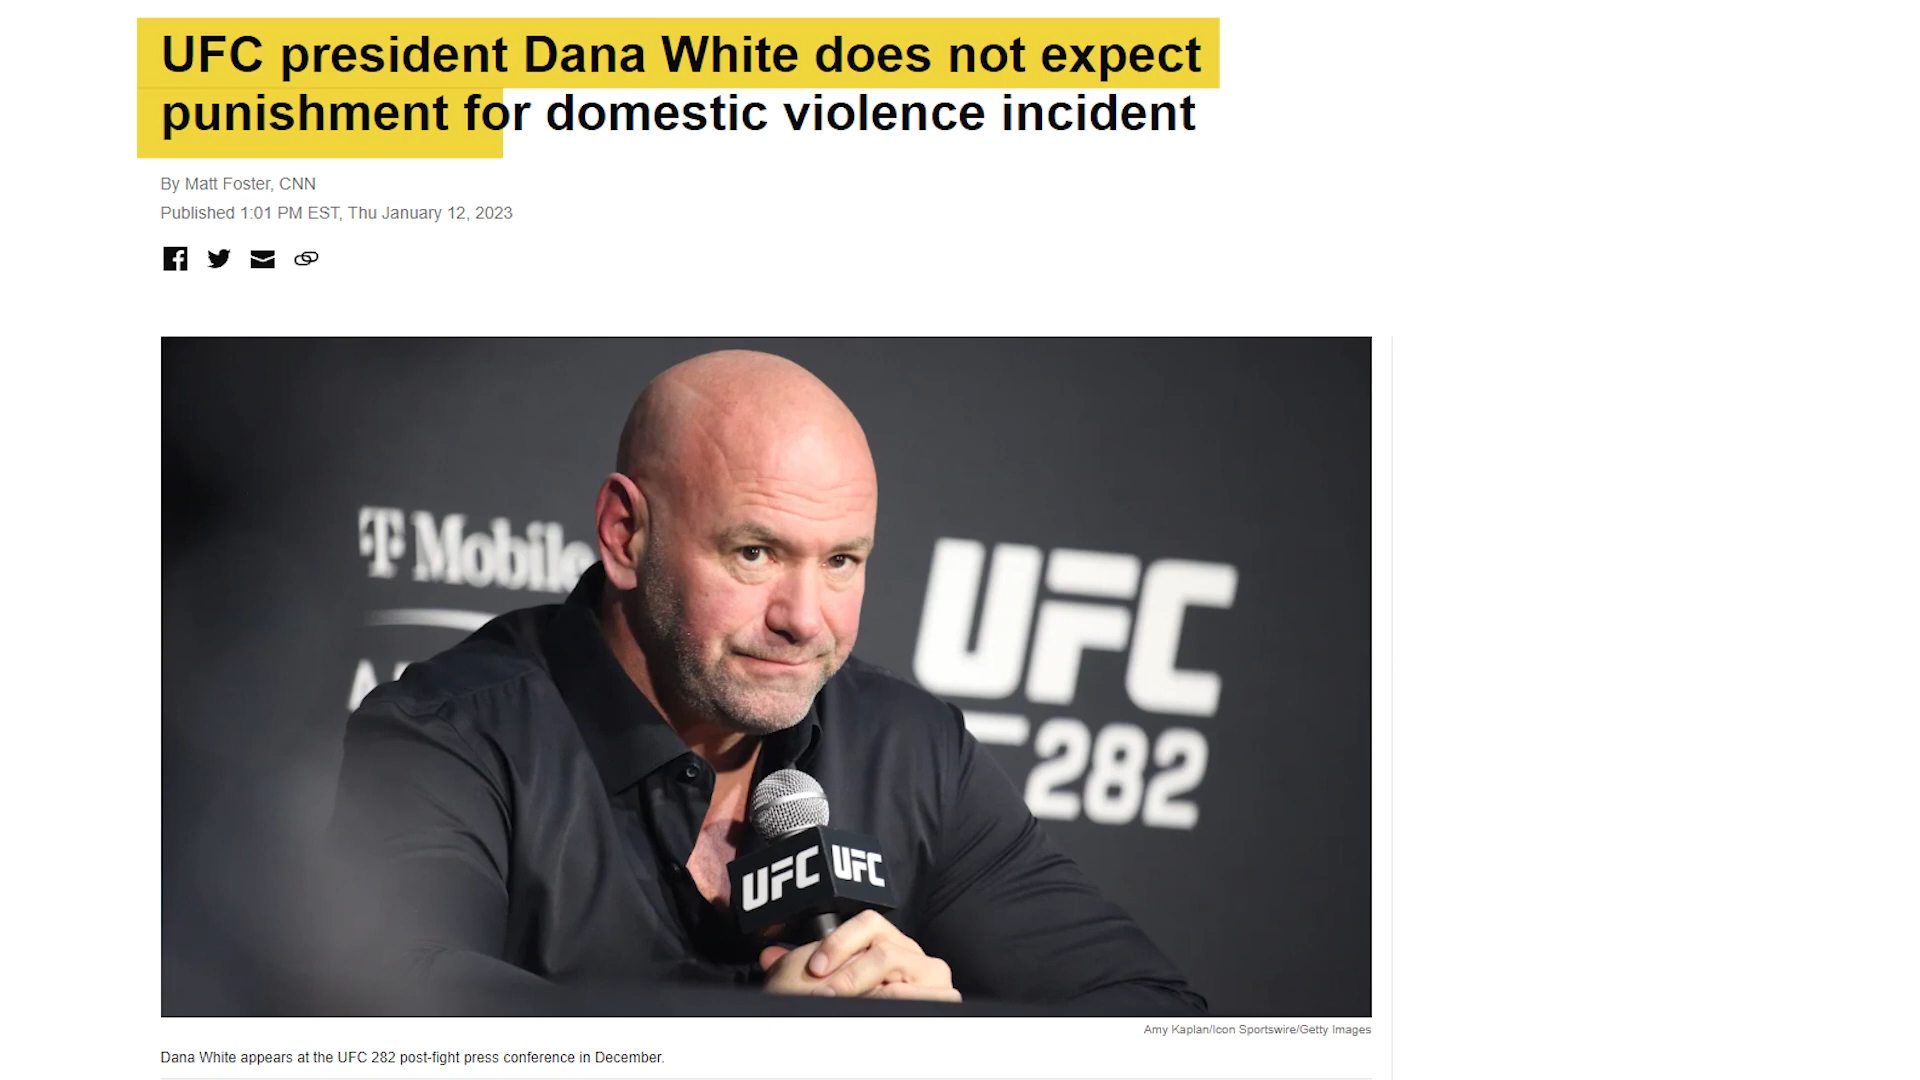 UFC president Dana White does not expect
punishment for domestic violence incident
By Matt Foster, CNN
Published 1:01 PM EST, Thu January 12, 2023
T Mobile
UFC
282
UFC UFC
Amy Kaplan/Icon Sportswire/Getty Images
Dana White appears at the UFC 282 post-fight press conference in December.